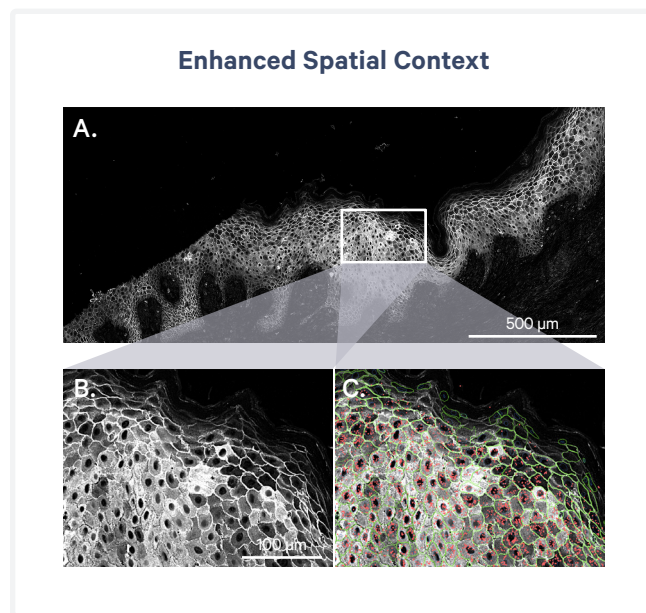 Enhanced Spatial Context
A.
500 µm
B.
C.
100 µm